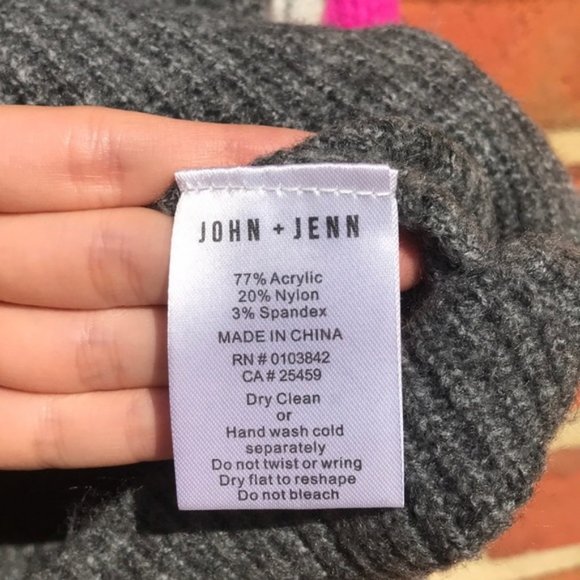 JOHN + JENN
77% Acrylic
20% Nylon
3% Spandex
MADE IN CHINA
RN # 0103842
CA # 25459
Dry Clean
or
Hand wash cold
separately
Do not twist or wring
Dry flat to reshape
Do not bleach